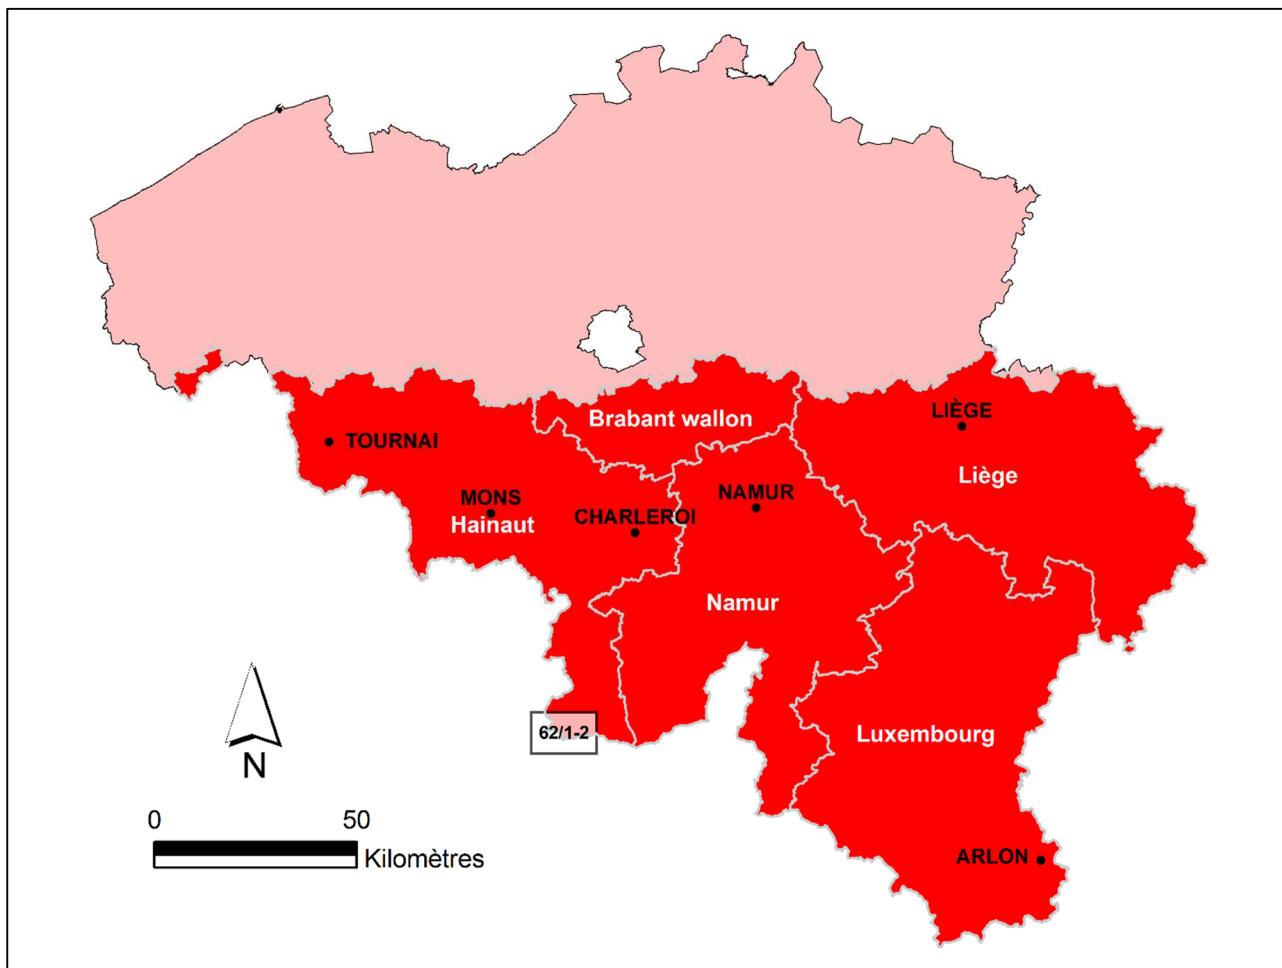 Brabant wallon
LIÈGE
TOURNAI
Liège
MONS
NAMUR
Hainaut
CHARLEROI
Namur
62/1-2
Luxembourg
N
0 50
Kilomètres
ARLON